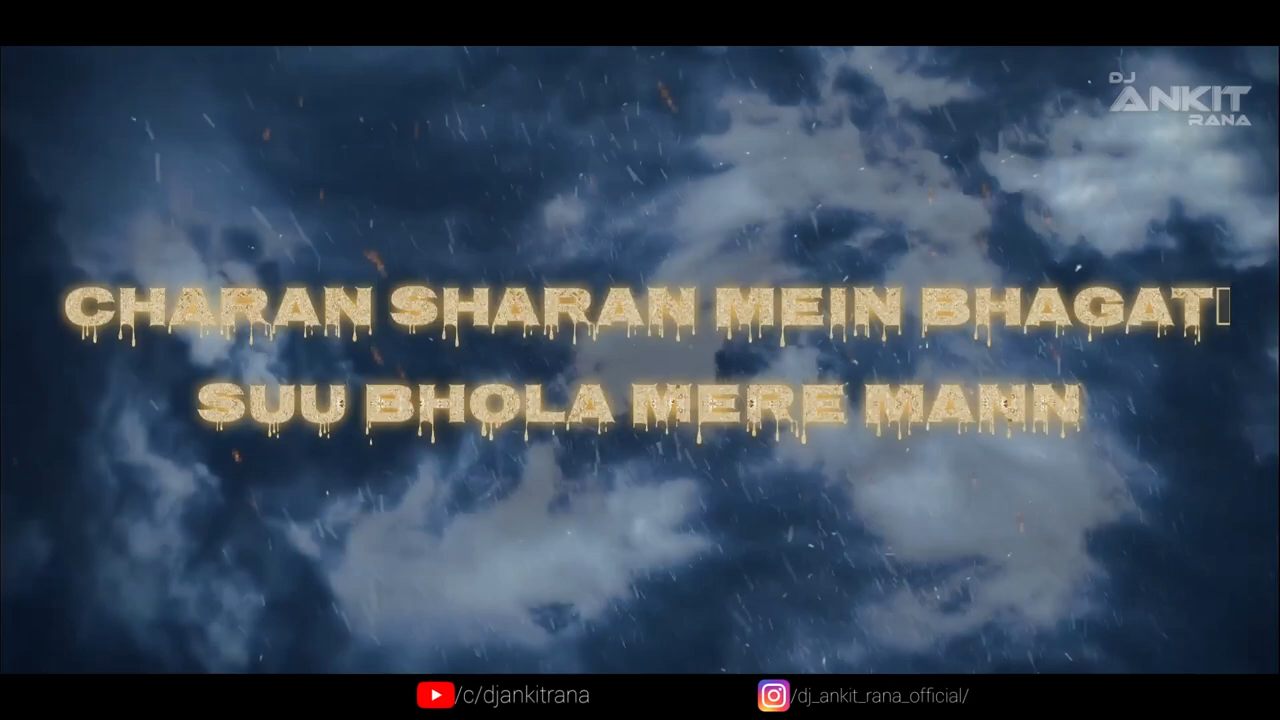 DJ
ANKIT
RANA
CHARAN SHARAN MEIN BHAGAT
SUU BHOLA MERE MANN
/c/djankitrana
/dj_ankit_rana_official/